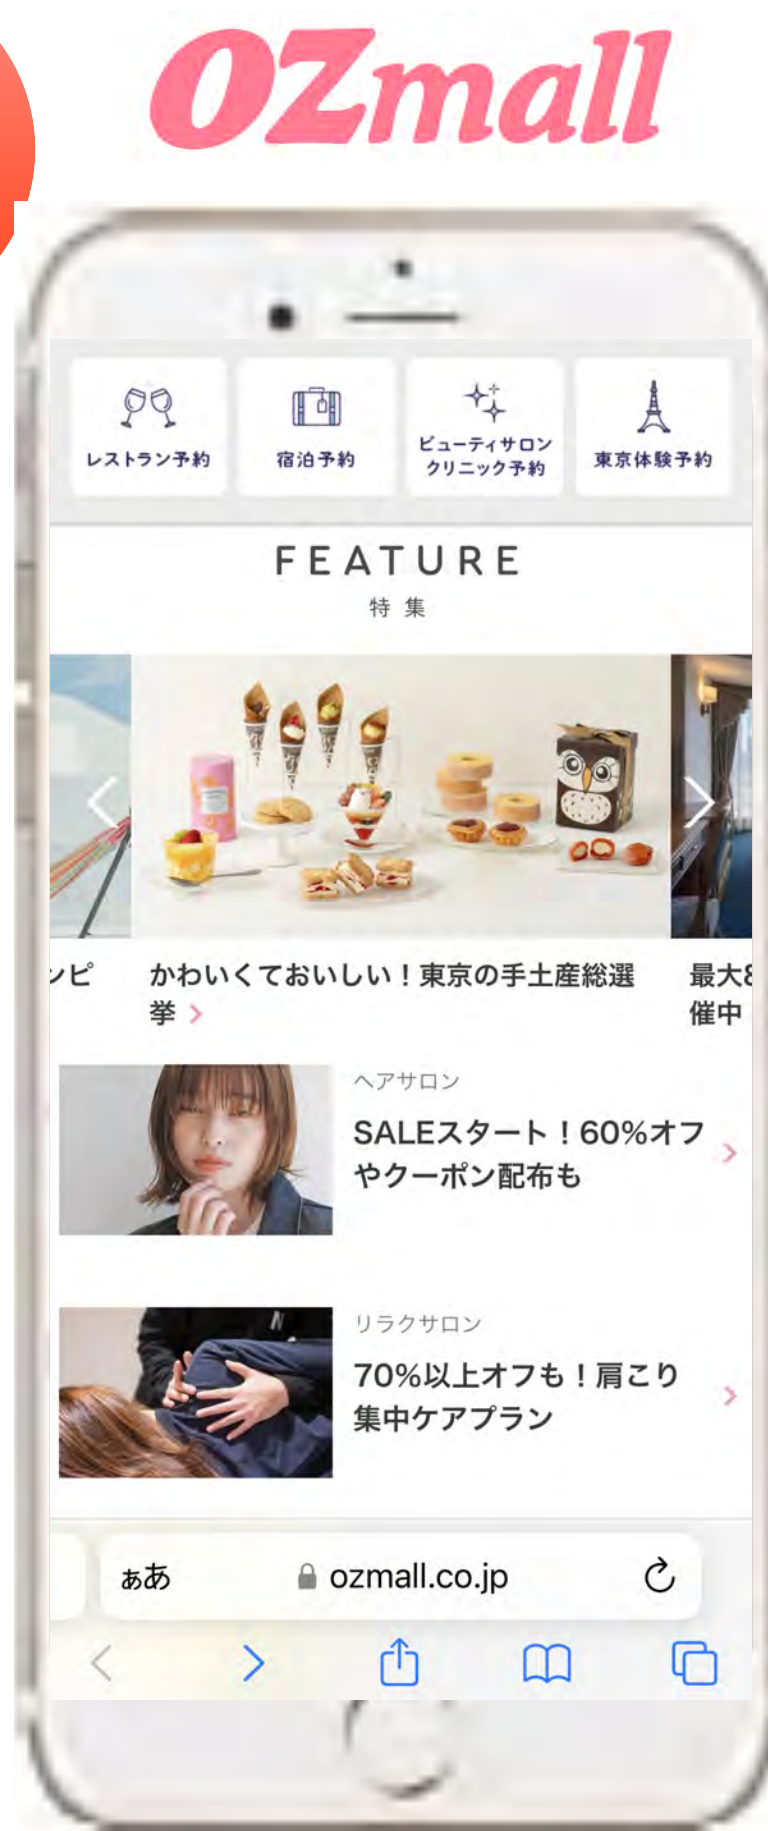 OZmall
レストラン予約
宿泊予約
ビューティサロン
クリニック予約
東京体験予約
FEATURE
特集
ンピ
かわいくておいしい！東京の手土産総選
挙
最大8
催中
ヘアサロン
SALEスタート！60%オフ
やクーポン配布も
リラクサロン
70%以上オフも！肩こり
集中ケアプラン
ぁあ
ozmall.co.jp